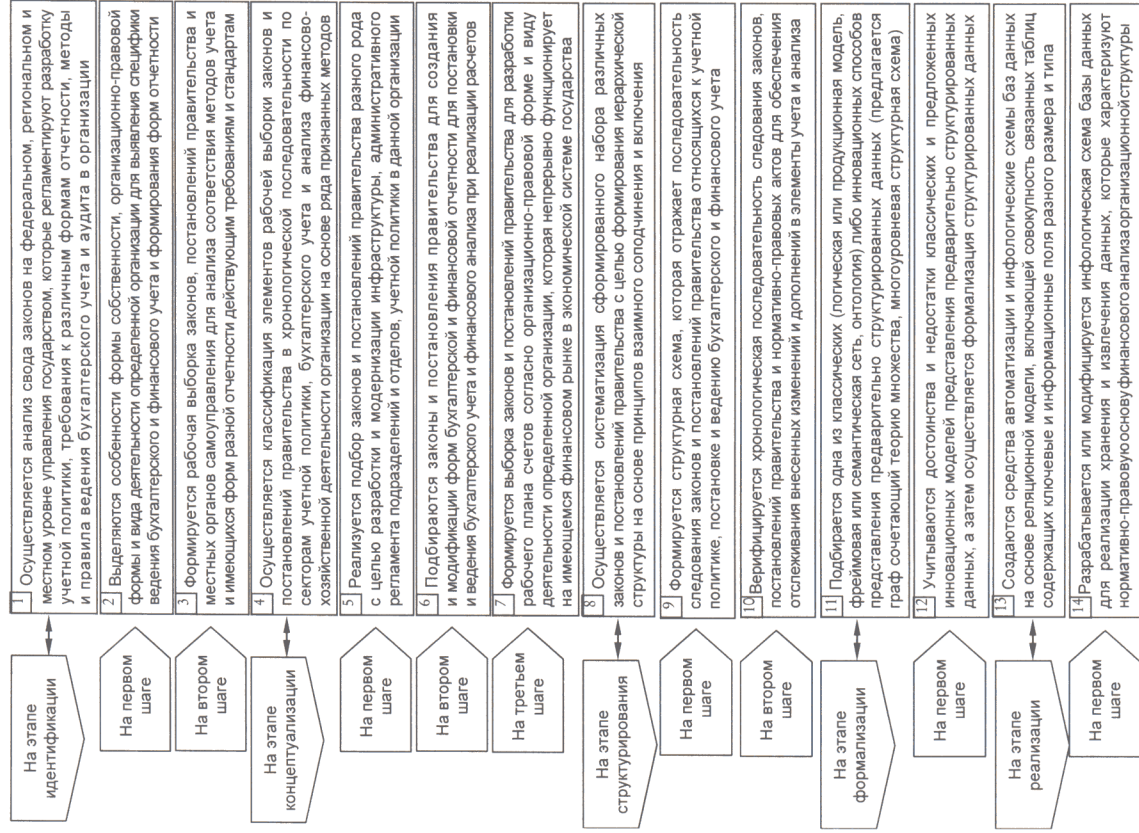 На этапе
идентификации
1 Осуществляется анализ свода законов на федеральном, региональном и
местном уровне управления государством, которые регламентируют разработку
учетной политики, требования к различным формам отчетности, методы
и правила ведения бухгалтерского учета и аудита в организации
На первом
шаге
2 Выделяются особенности формы собственности, организационно-правовой
формы и вида деятельности определенной организации для выявления специфики
ведения бухгалтерского и финансового учета и формирования форм отчетности
На втором
шаге
3 Формируется рабочая выборка законов, постановлений правительства и
местных органов самоуправления для анализа соответствия методов учета
и имеющихся форм разной отчетности действующим требованиям и стандартам
На этапе
концептуализации
4 Осуществляется классификация элементов рабочей выборки законов и
постановлений правительства в хронологической последовательности по
секторам учетной политики, бухгалтерского учета и анализа финансово-
хозяйственной деятельности организации на основе ряда признанных методов
На первом
шаге
5 Реализуется подбор законов и постановлений правительства разного рода
с целью разработки и модернизации инфраструктуры, административного
регламента подразделений и отделов, учетной политики в данной организации
На втором
шаге
6 Подбираются законы и постановления правительства для создания
и модификации форм бухгалтерской и финансовой отчетности для постановки
и ведения бухгалтерского учета и финансового анализа при реализации расчетов
На третьем
шаге
7 Формируется выборка законов и постановлений правительства для разработки
рабочего плана счетов согласно организационно-правовой форме и виду
деятельности определенной организации, которая непрерывно функционирует
на имеющемся финансовом рынке в экономической системе государства
На этапе
структурирования
8 Осуществляется систематизация сформированного набора различных
законов и постановлений правительства с целью формирования иерархической
структуры на основе принципов взаимного соподчинения и включения
На первом
шаге
9 Формируется структурная схема, которая отражает последовательность
следования законов и постановлений правительства относящихся к учетной
политике, постановке и ведению бухгалтерского и финансового учета
На втором
шаге
10 Верифицируется хронологическая последовательность следования законов,
постановлений правительства и нормативно-правовых актов для обеспечения
отслеживания внесенных изменений и дополнений в элементы учета и анализа
На этапе
формализации
11 Подбирается одна из классических (логическая или продукционная модель,
фреймовая или семантическая сеть, онтология) либо инновационных способов
представления предварительно структурированных данных (предлагается
граф сочетающий теорию множества, многоуровневая структурная схема)
На первом
шаге
12 Учитываются достоинства и недостатки классических и предложенных
инновационных моделей представления предварительно структурированных
данных, а затем осуществляется формализация структурированных данных
На этапе
реализации
13 Создаются средства автоматизации и инфологические схемы баз данных
на основе реляционной модели, включающей совокупность связанных таблиц
содержащих ключевые и информационные поля разного размера и типа
На первом
шаге
14 Разрабатывается или модифицируется инфологическая схема базы данных
для реализации хранения и извлечения данных, которые характеризуют
нормативно-правовую основу финансового анализа организационной структуры